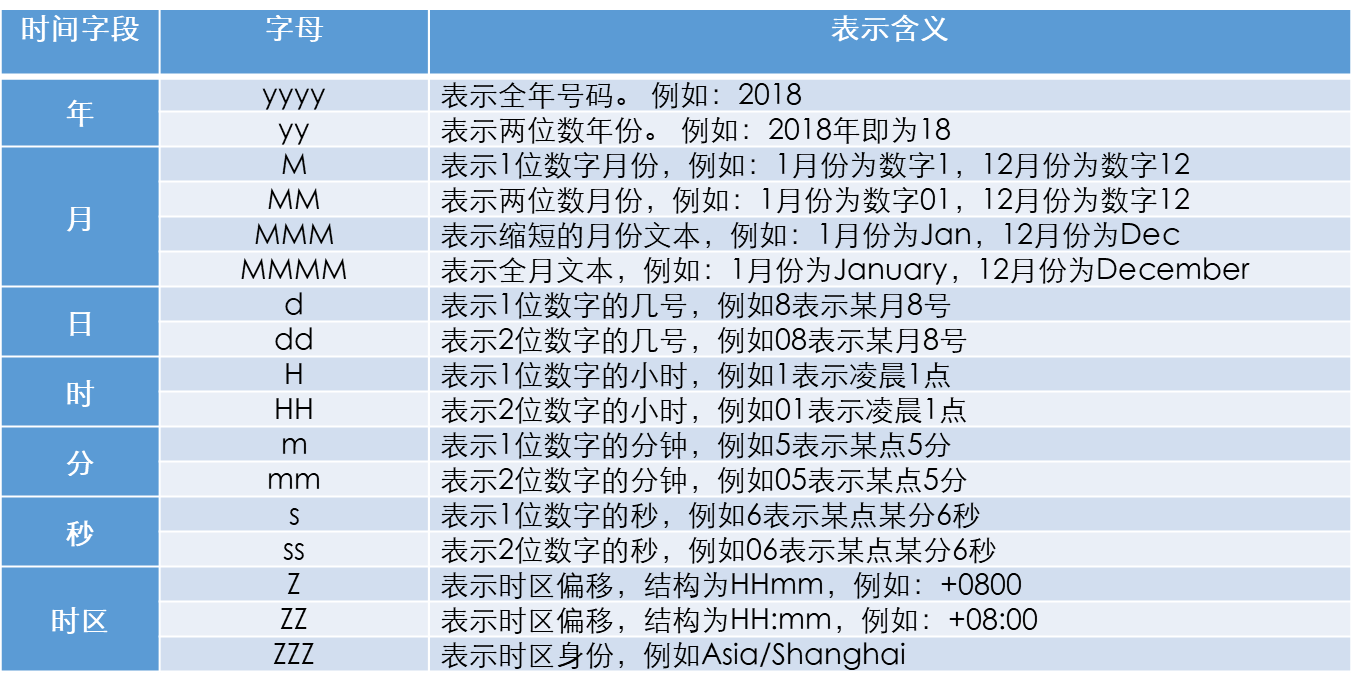 时间字段 字母 表示含义
年 yyyy 表示全年号码。 例如：2018
yy 表示两位数年份。 例如：2018年即为18
月 M 表示1位数字月份，例如：1月份为数字1，12月份为数字12
MM 表示两位数月份，例如：1月份为数字01，12月份为数字12
MMM 表示缩短的月份文本，例如：1月份为Jan，12月份为Dec
MMMM 表示全月文本，例如：1月份为January，12月份为December
日 d 表示1位数字的几号，例如8表示某月8号
dd 表示2位数字的几号，例如08表示某月8号
时 H 表示1位数字的小时，例如1表示凌晨1点
HH 表示2位数字的小时，例如01表示凌晨1点
分 m 表示1位数字的分钟，例如5表示某点5分
mm 表示2位数字的分钟，例如05表示某点5分
秒 s 表示1位数字的秒，例如6表示某点某分6秒
ss 表示2位数字的秒，例如06表示某点某分6秒
时区 Z 表示时区偏移，结构为HHmm，例如：+0800
ZZ 表示时区偏移，结构为HH:mm，例如：+08:00
ZZZ 表示时区身份，例如Asia/Shanghai